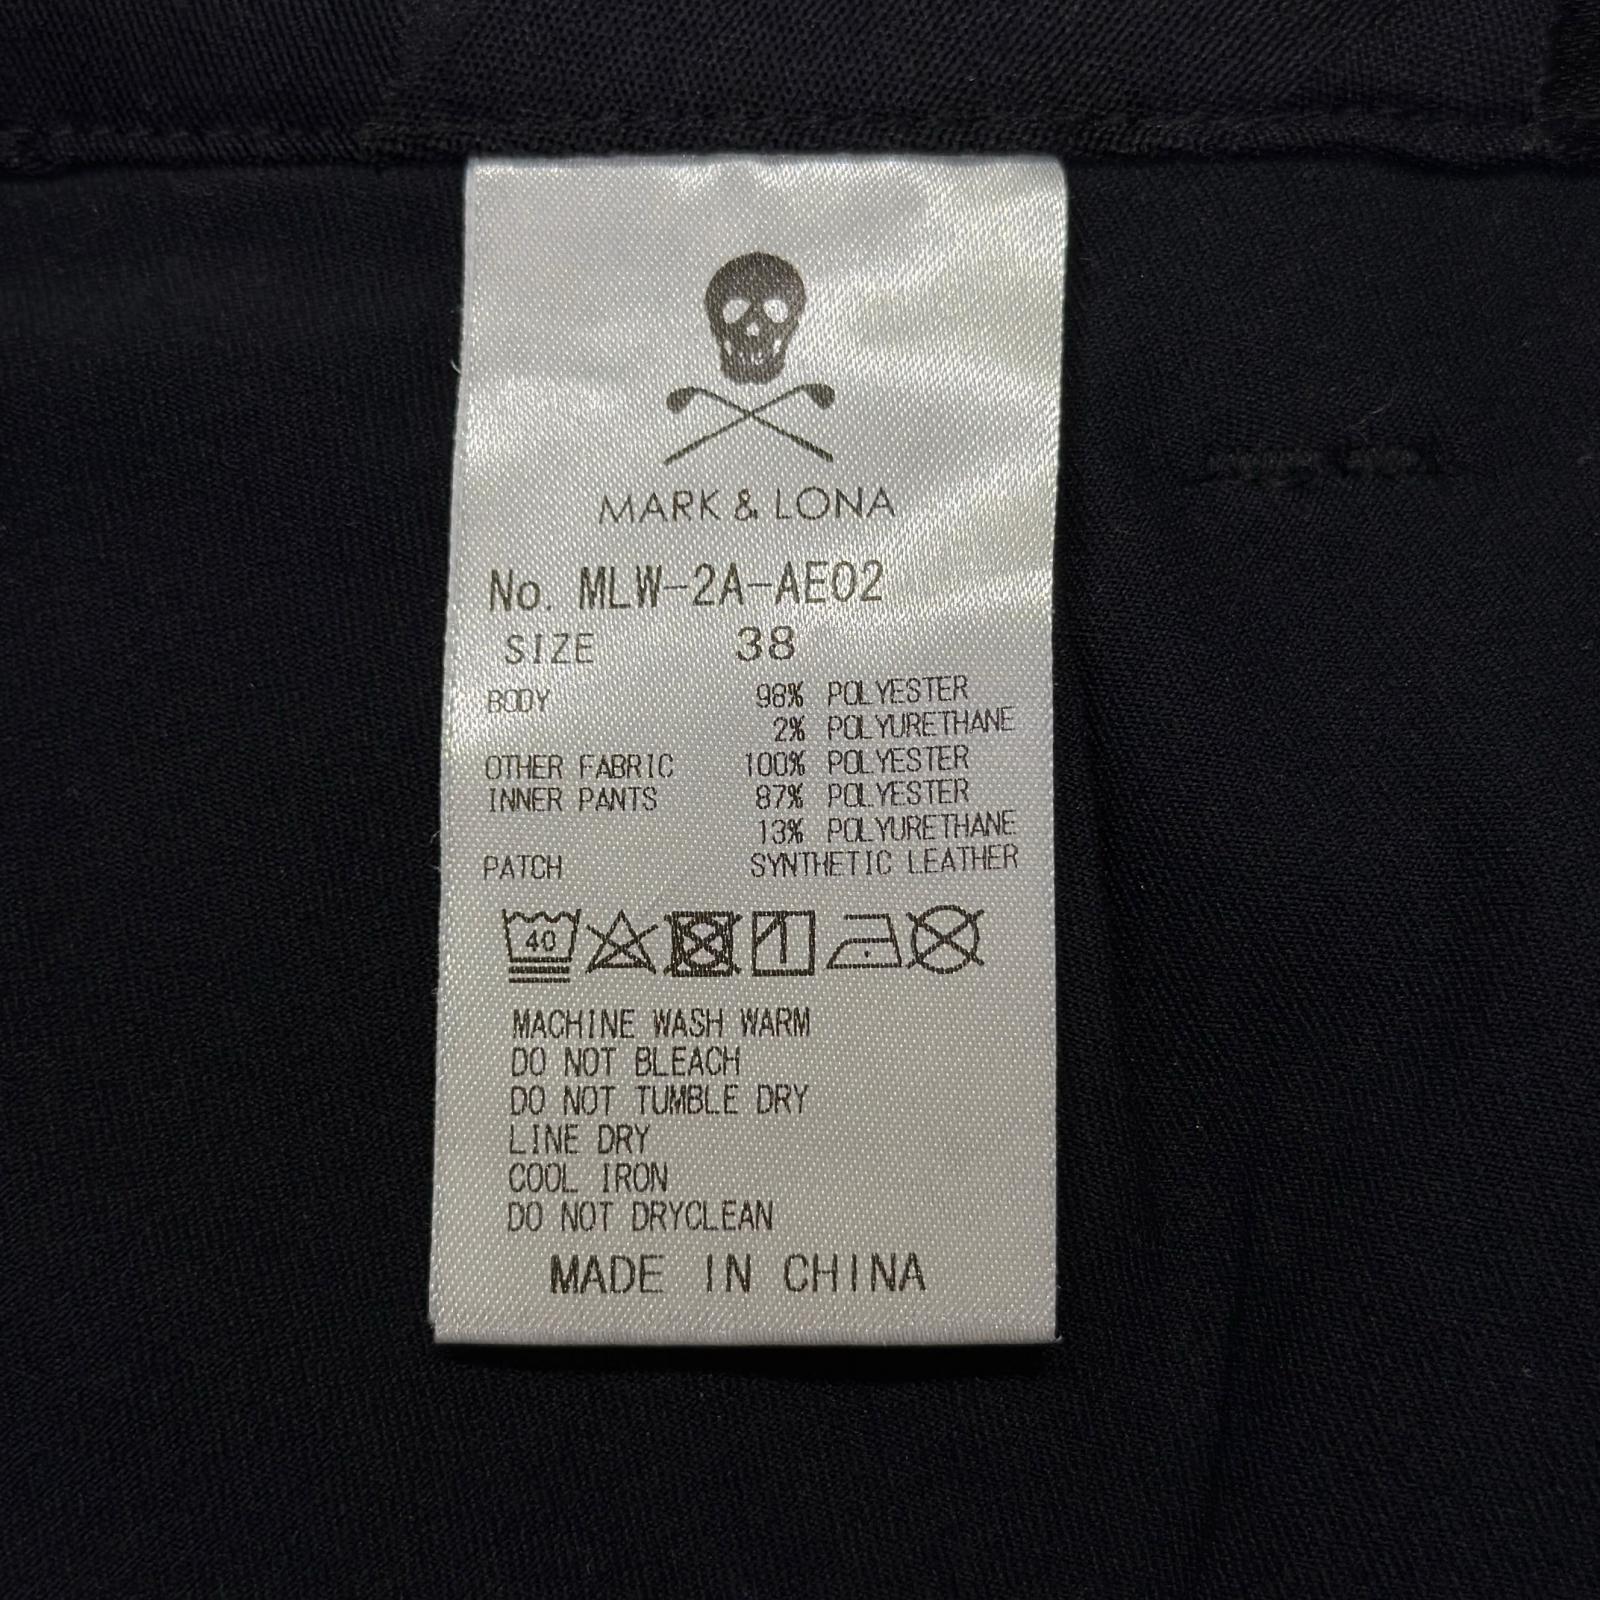 MARK & LONA
No. MLW-2A-AE02
SIZE 38
BODY 98% POLYESTER
2% POLYURETHANE
OTHER FABRIC 100% POLYESTER
INNER PANTS 87% POLYESTER
13% POLYURETHANE
PATCH SYNTHETIC LEATHER
40
MACHINE WASH WARM
DO NOT BLEACH
DO NOT TUMBLE DRY
LINE DRY
COOL IRON
DO NOT DRYCLEAN
MADE IN CHINA